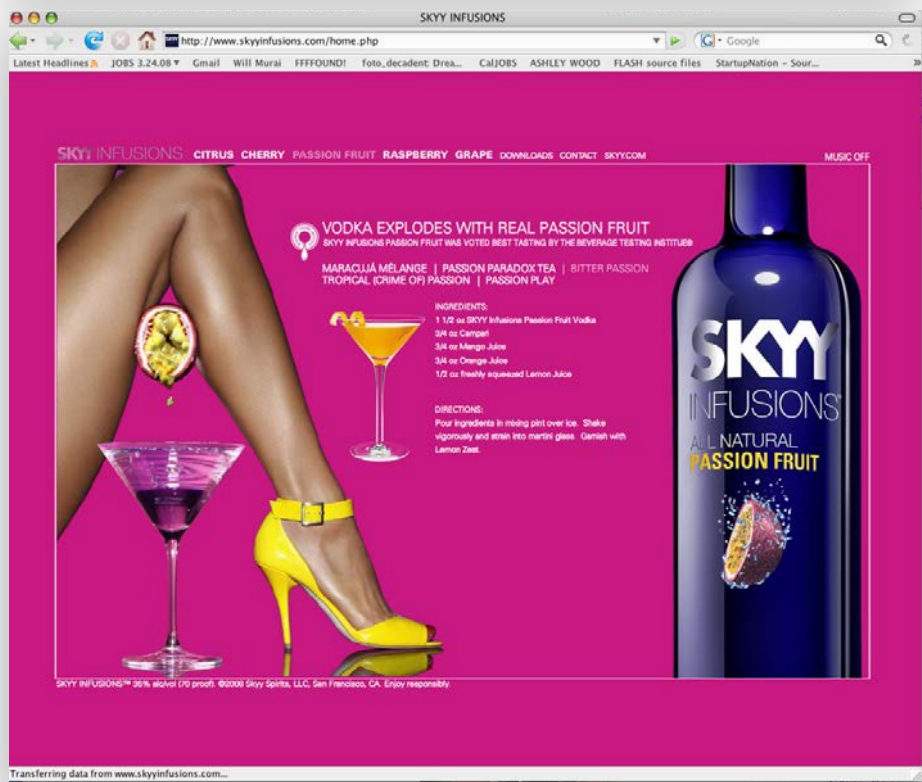 SKYY INFUSIONS
http://www.skyyinfusions.com/home.php
Google
Latest Headlines JOBS 3.24.08 Gmail Will Murai FFFFOUND! foto_decadent: Drea... CalJOBS ASHLEY WOOD FLASH source files StartupNation – Sour...
SKYY INFUSIONS CITRUS CHERRY PASSION FRUIT RASPBERRY GRAPE DOWNLOADS CONTACT SKYY.COM MUSIC OFF
VODKA EXPLODES WITH REAL PASSION FRUIT
SKYY INFUSIONS PASSION FRUIT WAS VOTED BEST TASTING BY THE BEVERAGE TESTING INSTITUE®
MARACUJÁ MÉLANGE | PASSION PARADOX TEA | BITTER PASSION
TROPICAL (CRIME OF) PASSION | PASSION PLAY
INGREDIENTS:
1 1/2 oz SKYY Infusions Passion Fruit Vodka
3/4 oz Campari
3/4 oz Mango Juice
3/4 oz Orange Juice
1/2 oz freshly squeezed Lemon Juice
DIRECTIONS:
Pour ingredients in mixing pint over ice. Shake
vigorously and strain into martini glass. Garnish with
Lemon Zest.
SKYY
INFUSIONS®
ALL NATURAL
PASSION FRUIT
SKYY INFUSIONS™ 35% alc/vol (70 proof). ©2009 Skyy Spirits, LLC, San Francisco, CA. Enjoy responsibly.
Transferring data from www.skyyinfusions.com...